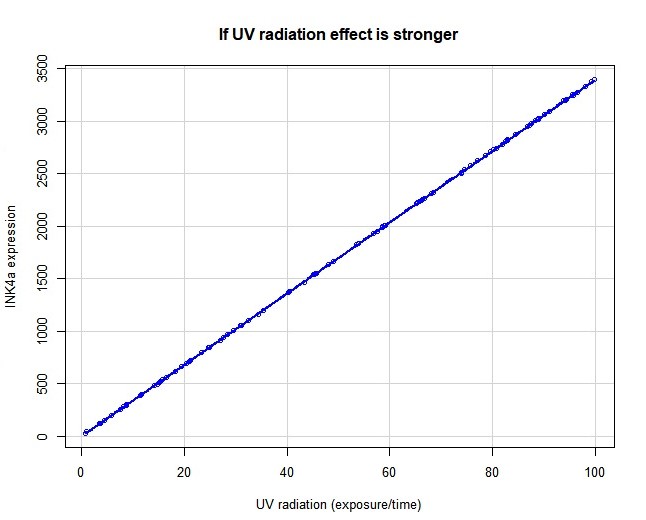 If UV radiation effect is stronger
3500
3000
2500
2000
1500
1000
500
0
INK4a expression
0 20 40 60 80 100
UV radiation (exposure/time)